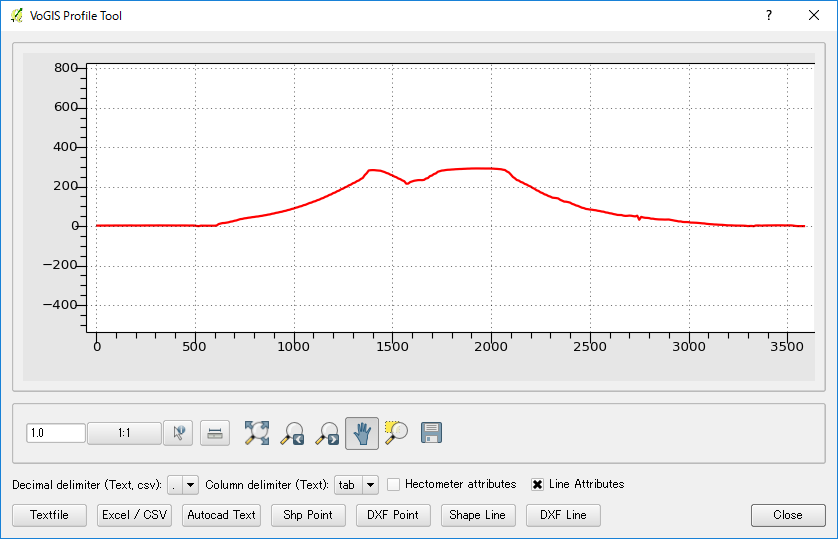 VoGIS Profile Tool
?
800
600
400
200
0
−200
−400
0 500 1000 1500 2000 2500 3000 3500
1.0 1:1
Decimal delimiter (Text, csv): . Column delimiter (Text): tab Hectometer attributes Line Attributes
Textfile Excel / CSV Autocad Text Shp Point DXF Point Shape Line DXF Line Close